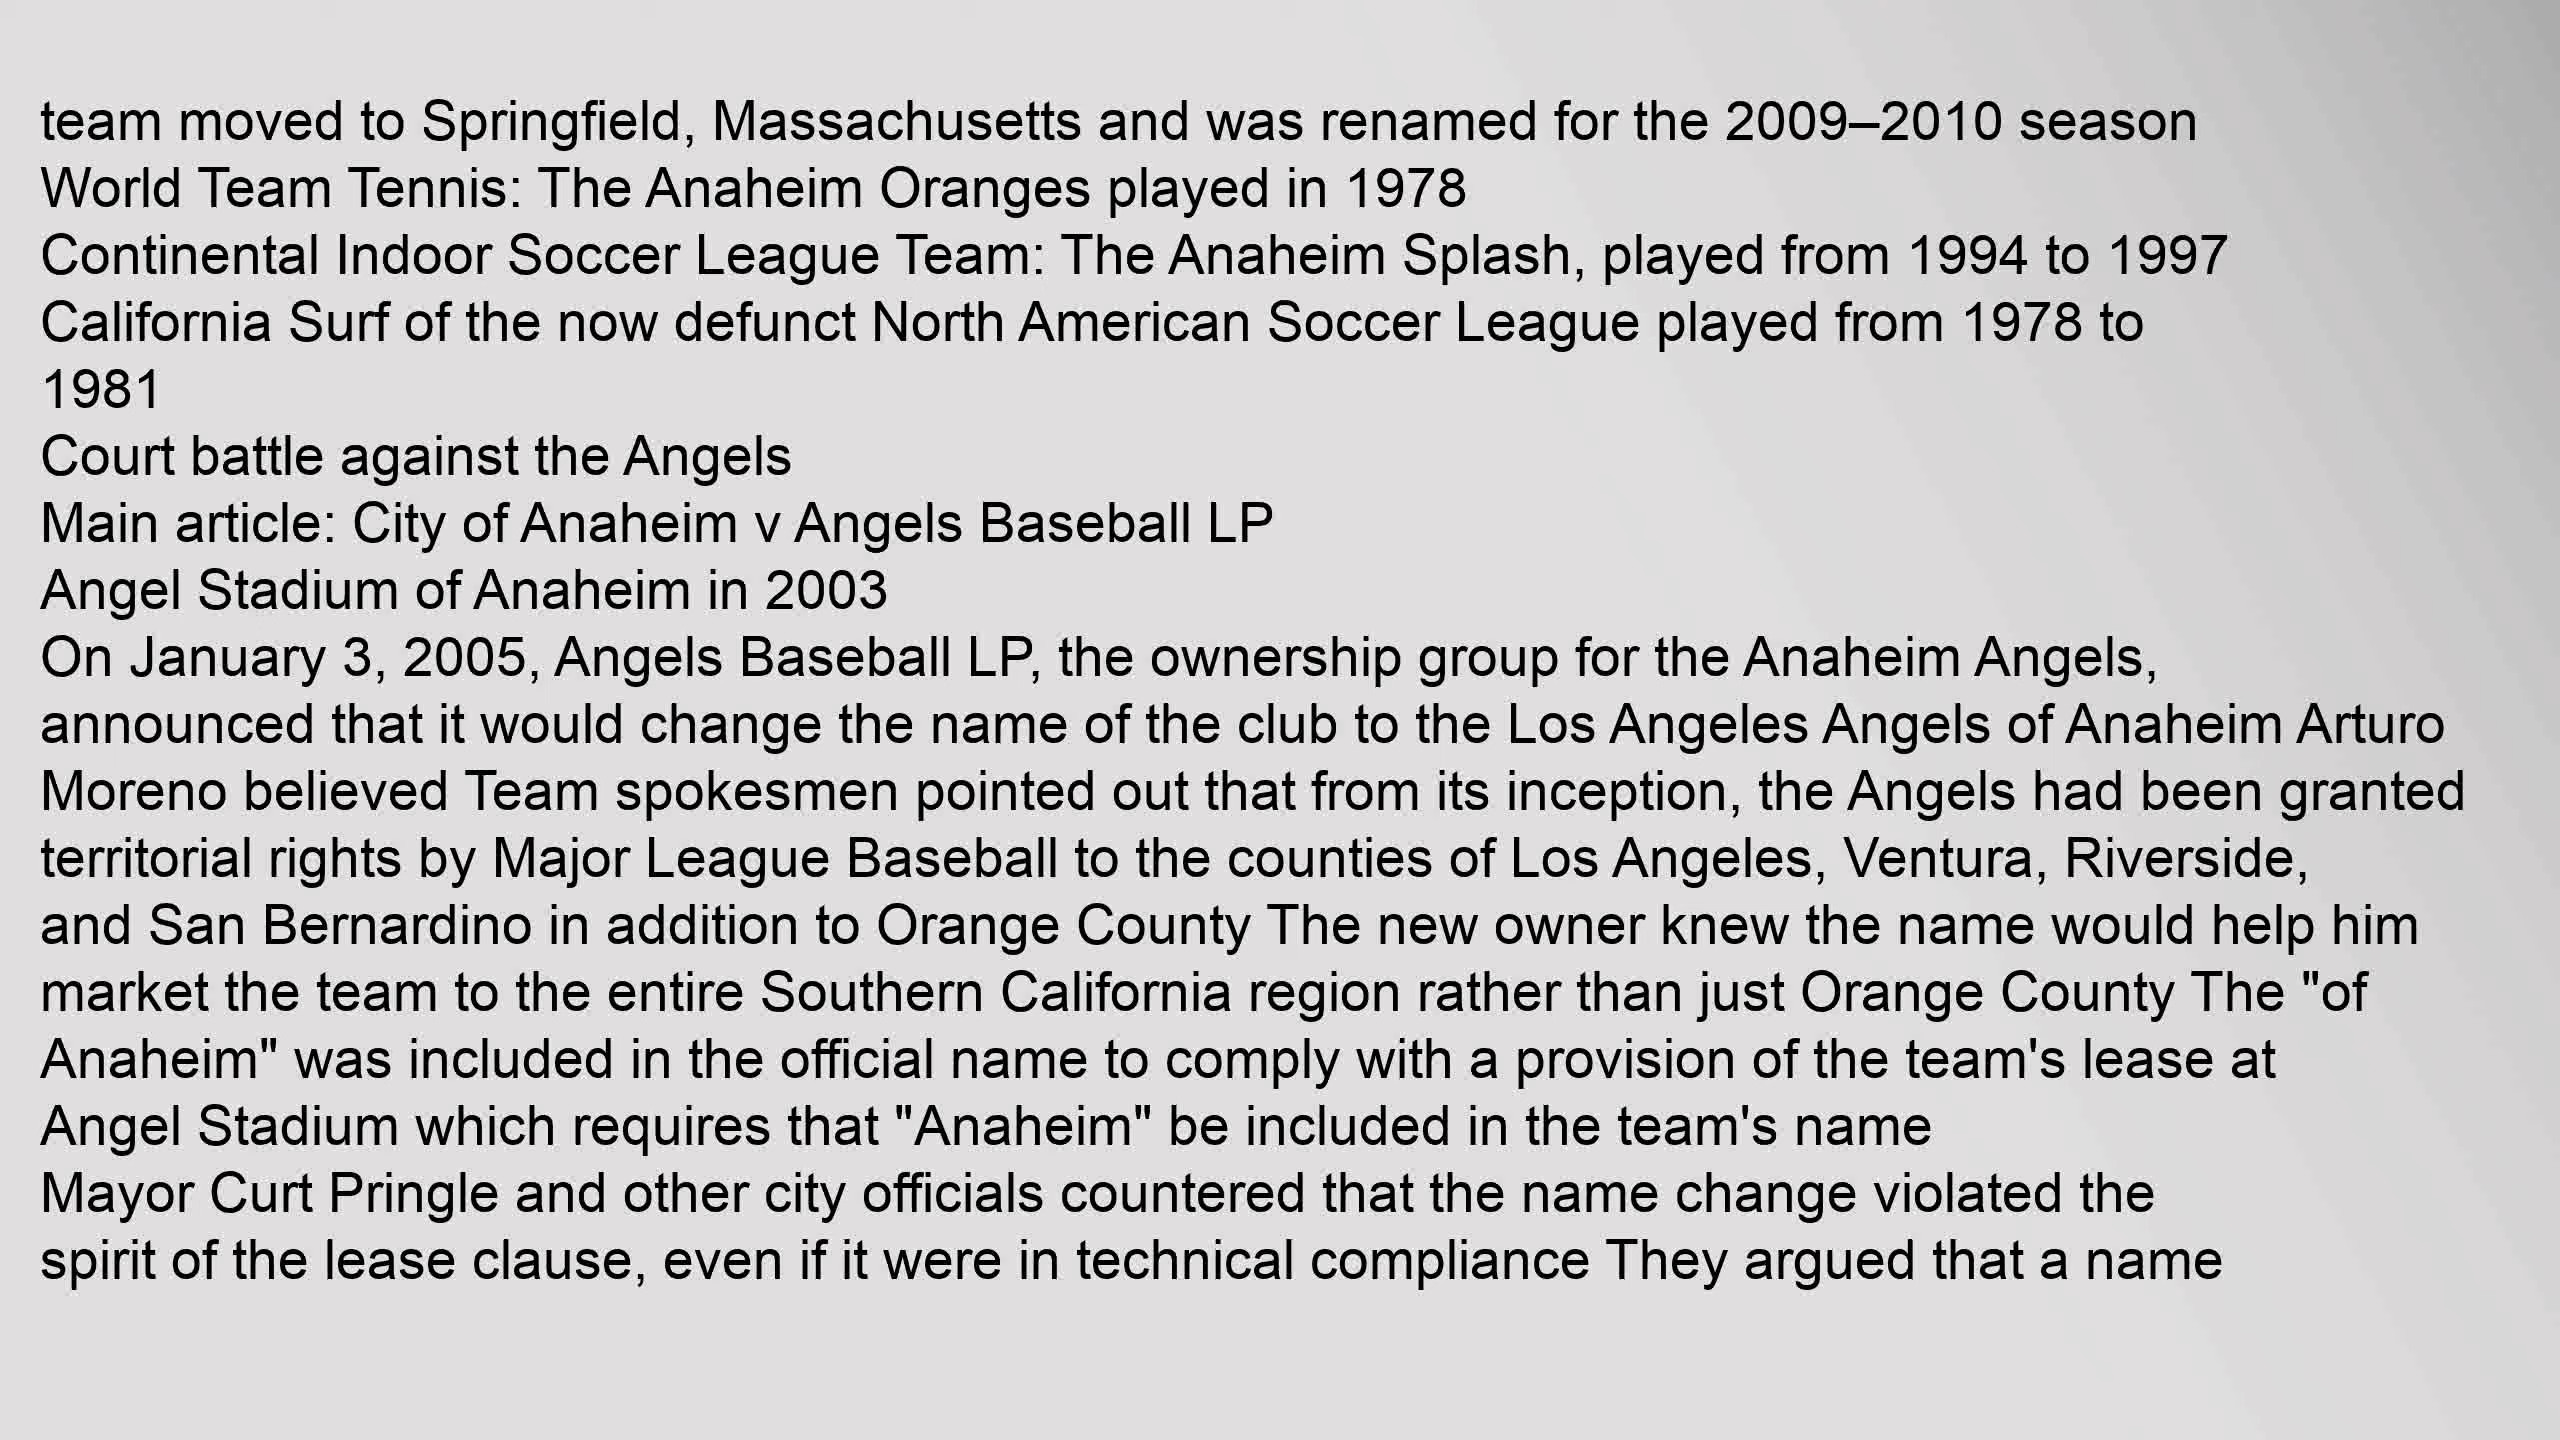 team moved to Springfield, Massachusetts and was renamed for the 2009–2010 season
World Team Tennis: The Anaheim Oranges played in 1978
Continental Indoor Soccer League Team: The Anaheim Splash, played from 1994 to 1997
California Surf of the now defunct North American Soccer League played from 1978 to
1981
Court battle against the Angels
Main article: City of Anaheim v Angels Baseball LP
Angel Stadium of Anaheim in 2003
On January 3, 2005, Angels Baseball LP, the ownership group for the Anaheim Angels,
announced that it would change the name of the club to the Los Angeles Angels of Anaheim Arturo
Moreno believed Team spokesmen pointed out that from its inception, the Angels had been granted
territorial rights by Major League Baseball to the counties of Los Angeles, Ventura, Riverside,
and San Bernardino in addition to Orange County The new owner knew the name would help him
market the team to the entire Southern California region rather than just Orange County The "of
Anaheim" was included in the official name to comply with a provision of the team's lease at
Angel Stadium which requires that "Anaheim" be included in the team's name
Mayor Curt Pringle and other city officials countered that the name change violated the
spirit of the lease clause, even if it were in technical compliance They argued that a name